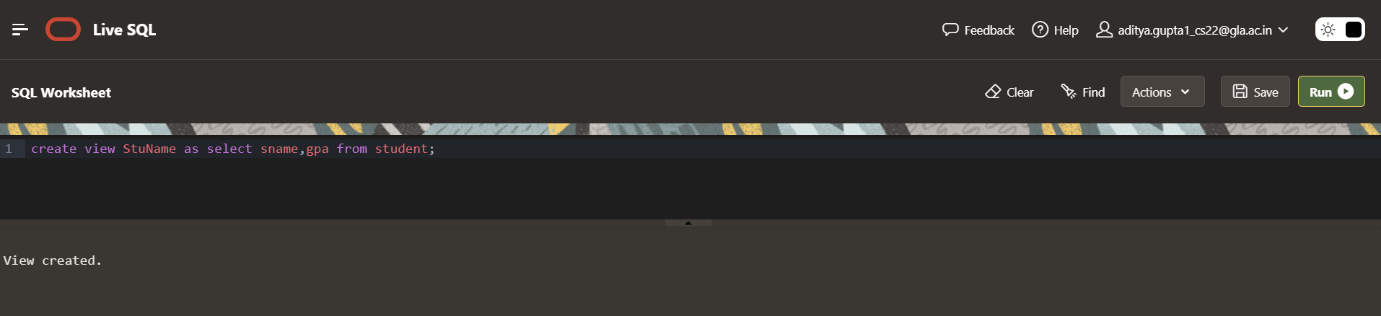 Live SQL
Feedback
Help
aditya.gupta1_cs22@gla.ac.in
SQL Worksheet
Clear
Find
Actions
Save
Run
1 create view StuName as select sname,gpa from student;
View created.